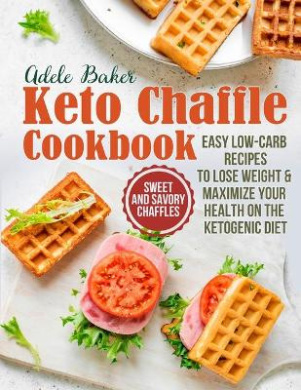 Adele Baker
Keto Chaffle
Cookbook
EASY LOW-CARB
RECIPES
TO LOSE WEIGHT &
MAXIMIZE YOUR
HEALTH ON THE
KETOGENIC DIET
SWEET
AND SAVORY
CHAFFLES